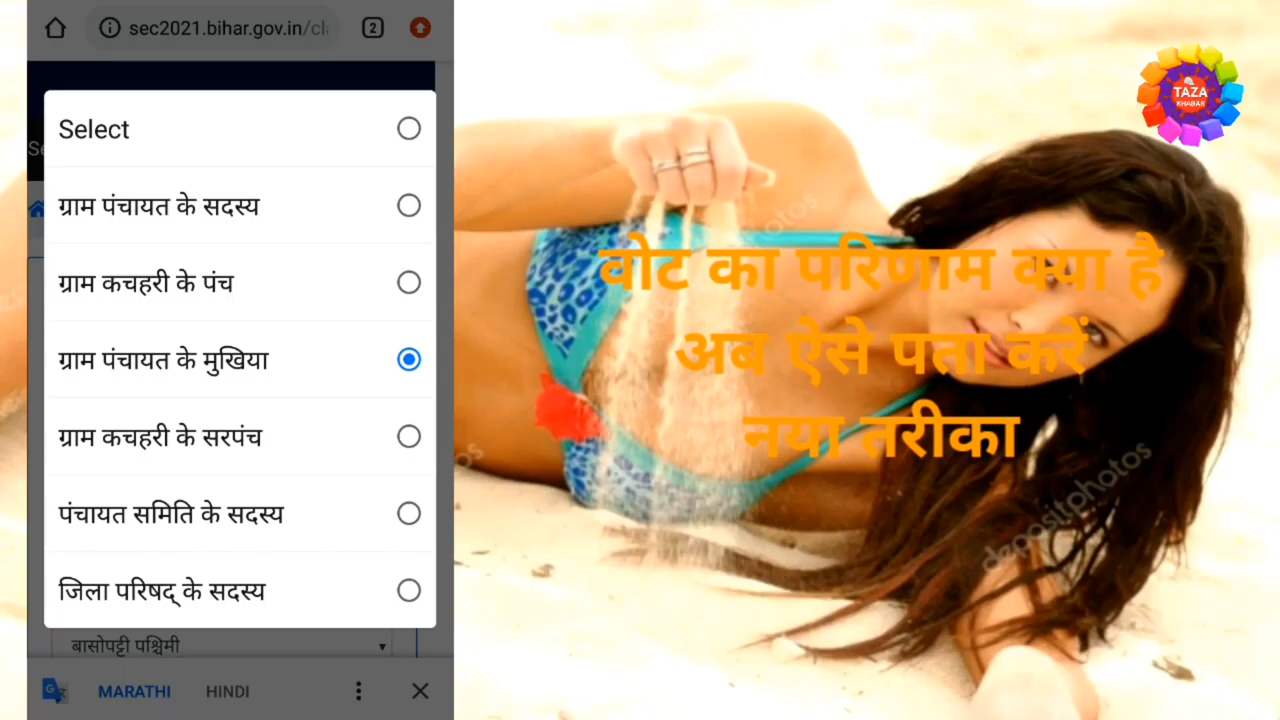 sec2021.bihar.gov.in/cl
2
Select
ग्राम पंचायत के सदस्य
ग्राम कचहरी के पंच
ग्राम पंचायत के मुखिया
ग्राम कचहरी के सरपंच
पंचायत समिति के सदस्य
जिला परिषद् के सदस्य
बासोपट्टी पश्चिमी
MARATHI HINDI
TAZA
KHABAR
वोट का परिणाम क्या है
अब ऐसे पता करें
नया तरीका
depositphotos